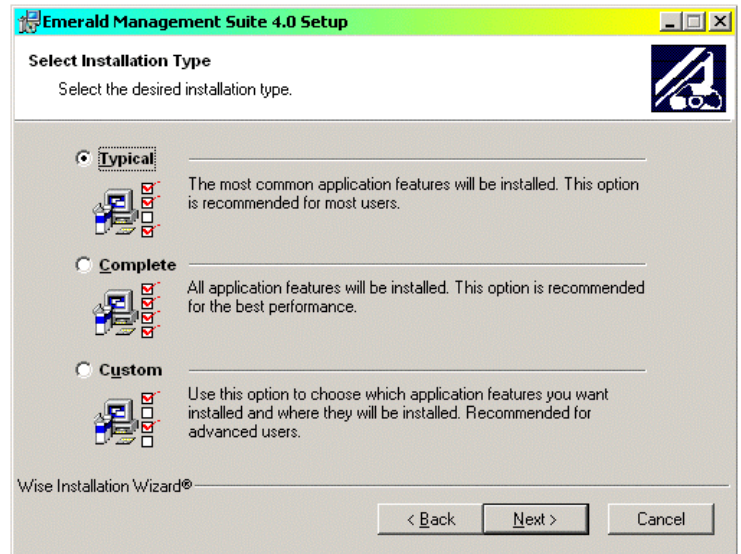 Emerald Management Suite 4.0 Setup
Select Installation Type
Select the desired installation type.
Typical
The most common application features will be installed. This option
is recommended for most users.
Complete
All application features will be installed. This option is recommended
for the best performance.
Custom
Use this option to choose which application features you want
installed and where they will be installed. Recommended for
advanced users.
Wise Installation Wizard®
< Back
Next >
Cancel